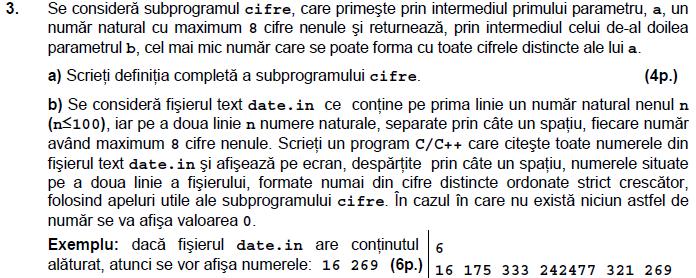 3. Se consideră subprogramul cifre, care primeşte prin intermediul primului parametru, a, un
număr natural cu maximum 8 cifre nenule şi returnează, prin intermediul celui de-al doilea
parametrul b, cel mai mic număr care se poate forma cu toate cifrele distincte ale lui a.
a) Scrieţi definiţia completă a subprogramului cifre. (4p.)
b) Se consideră fişierul text date.in ce conţine pe prima linie un număr natural nenul n
(n≤100), iar pe a doua linie n numere naturale, separate prin câte un spaţiu, fiecare număr
având maximum 8 cifre nenule. Scrieţi un program C/C++ care citeşte toate numerele din
fişierul text date.in şi afişează pe ecran, despărţite prin câte un spaţiu, numerele situate
pe a doua linie a fişierului, formate numai din cifre distincte ordonate strict crescător,
folosind apeluri utile ale subprogramului cifre. În cazul în care nu există niciun astfel de
număr se va afişa valoarea 0.
Exemplu: dacă fişierul date.in are conţinutul 6
alăturat, atunci se vor afişa numerele: 16 269 (6p.) 16 175 333 242477 321 269